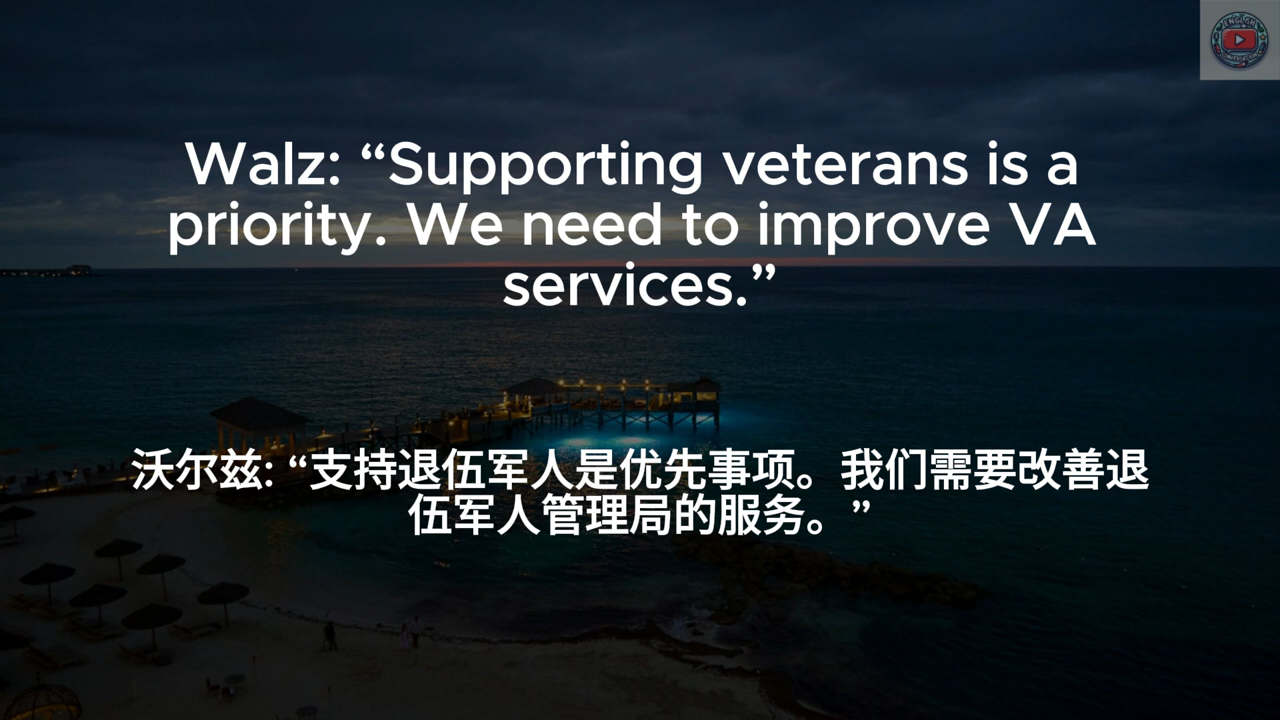 Walz: “Supporting veterans is a
priority. We need to improve VA
services.”
沃尔兹: “支持退伍军人是优先事项。我们需要改善退
伍军人管理局的服务。”